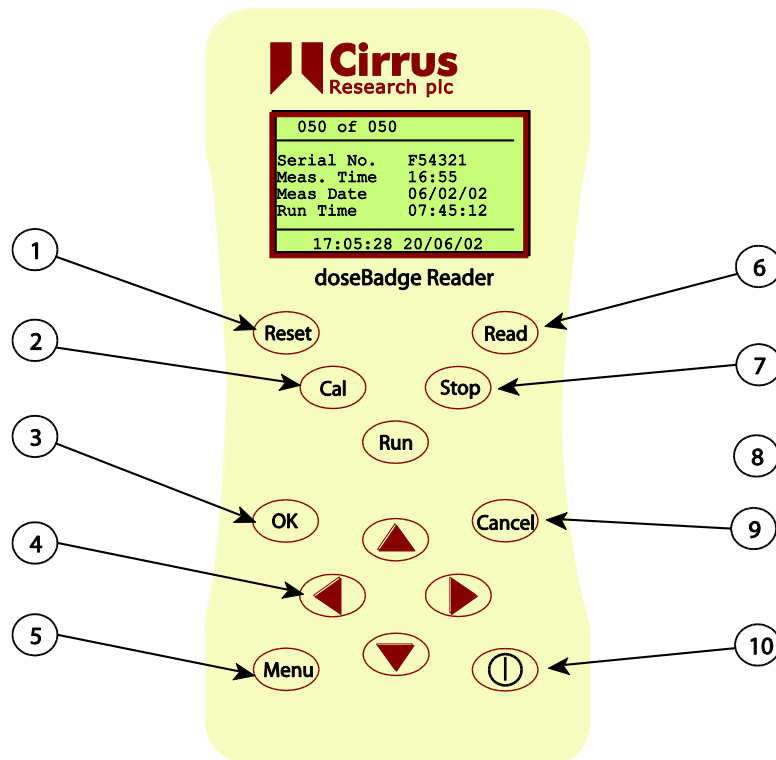 Cirrus
Research plc
050 of 050
Serial No. F54321
Meas. Time 16:55
Meas Date 06/02/02
Run Time 07:45:12
17:05:28 20/06/02
doseBadge Reader
1
6
Reset
Read
2
7
Cal
Stop
3
Run
8
OK
Cancel
9
4
5
Menu
10